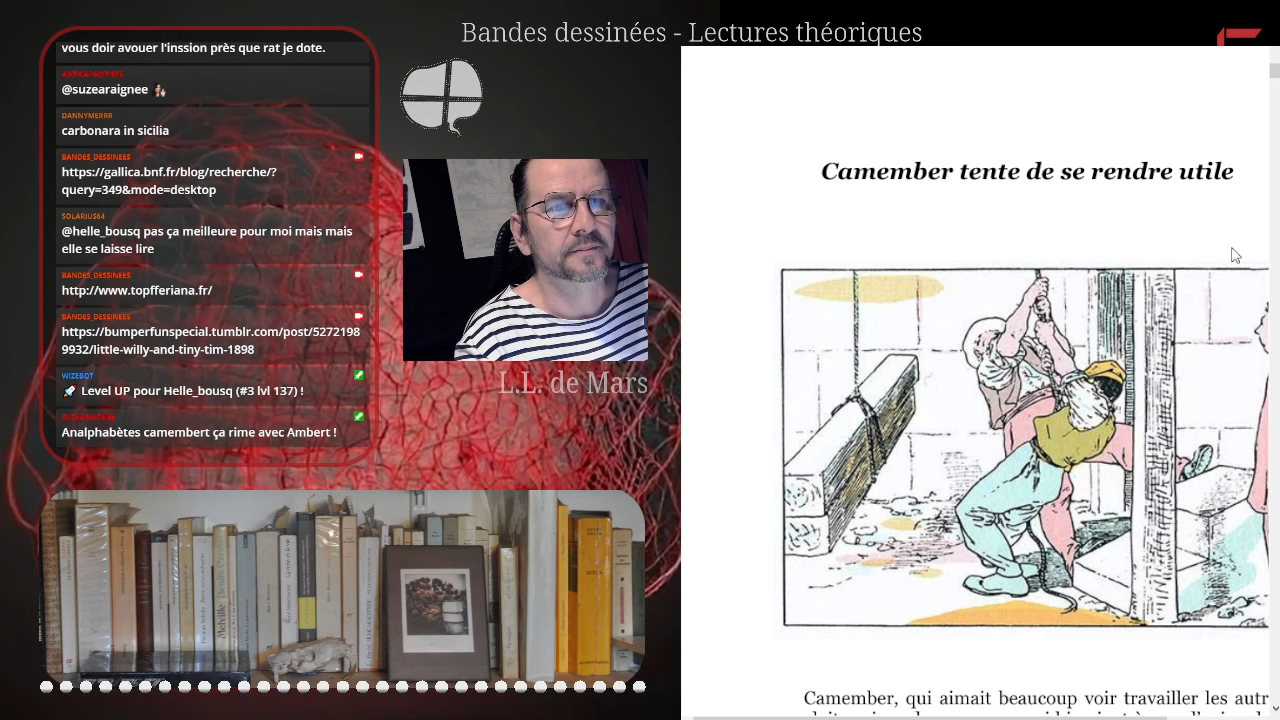 Bandes dessinées - Lectures théoriques
vous doir avouer l'inssion près que rat je dote.
@suzearaignee
DANNYMERRR
carbonara in sicilia
BANDES_DESSINEES
https://gallica.bnf.fr/blog/recherche/?
query=349&mode=desktop
SOLARIUS64
@helle_bousq pas ça meilleure pour moi mais mais
elle se laisse lire
BANDES_DESSINEES
http://www.topfferiana.fr/
BANDES_DESSINEES
https://bumperfunspecial.tumblr.com/post/5272198
9932/little-willy-and-tiny-tim-1898
WIZEBOT
Level UP pour Helle_bousq (#3 lvl 137) !
Analphabètes camembert ça rime avec Ambert !
L.L. de Mars
Melville
Camember tente de se rendre utile
Camember, qui aimait beaucoup voir travailler les autr